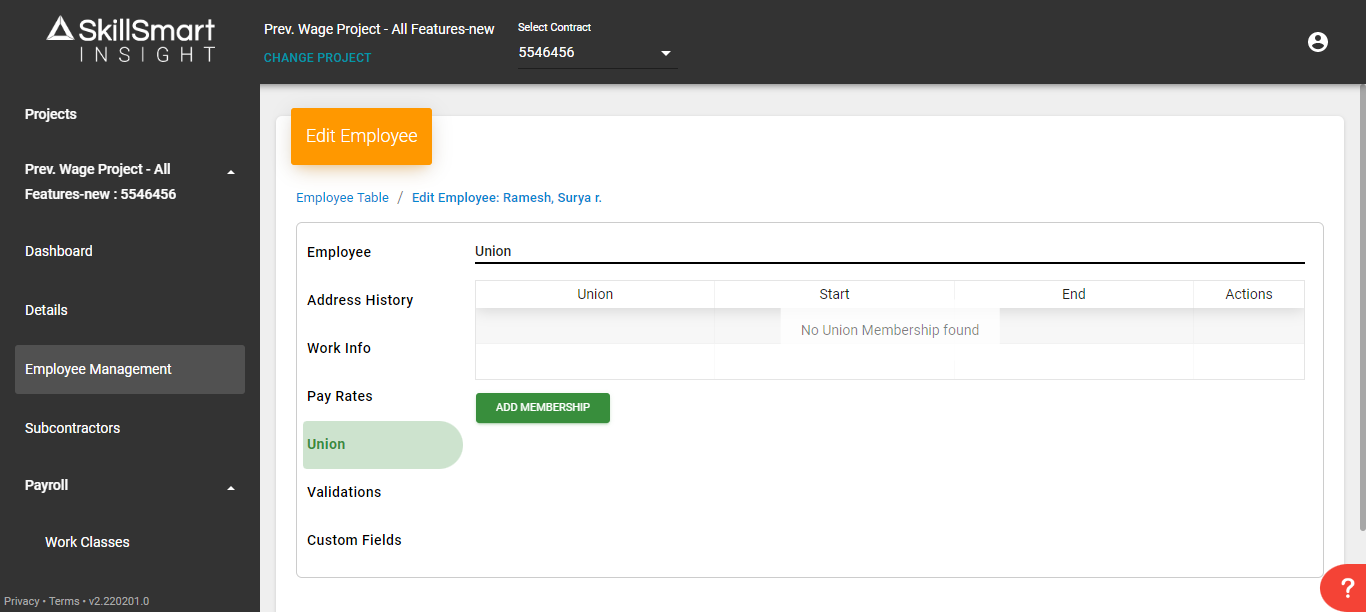 SkillSmart
INSIGHT
Prev. Wage Project - All Features-new
CHANGE PROJECT
Select Contract
5546456
Projects
Prev. Wage Project - All
Features-new : 5546456
Dashboard
Details
Employee Management
Subcontractors
Payroll
Work Classes
Privacy • Terms • v2.220201.0
Edit Employee
Employee Table / Edit Employee: Ramesh, Surya r.
Employee
Address History
Work Info
Pay Rates
Union
Validations
Custom Fields
Union
Union Start End Actions
No Union Membership found
ADD MEMBERSHIP
?